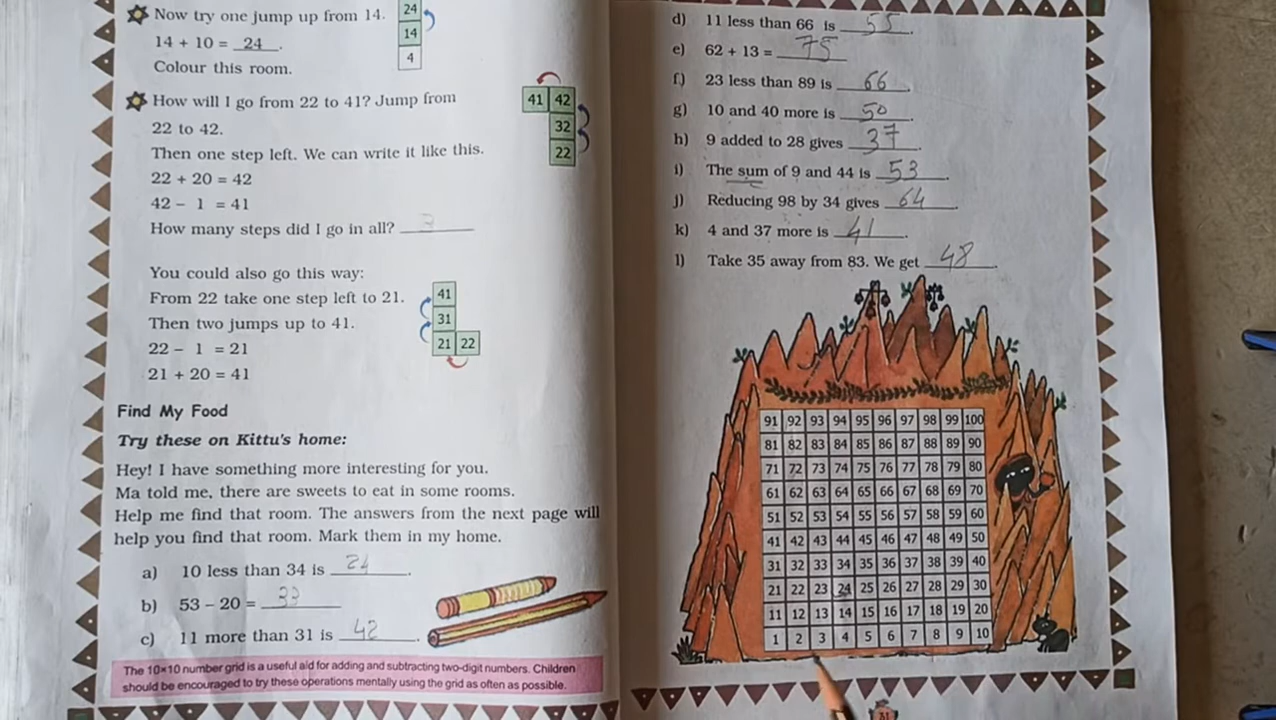 Now try one jump up from 14.
14 + 10 = 24.
Colour this room.
24
14
4
How will I go from 22 to 41? Jump from
22 to 42.
Then one step left. We can write it like this.
22 + 20 = 42
42 – 1 = 41
How many steps did I go in all?
41 42
32
22
You could also go this way:
From 22 take one step left to 21.
Then two jumps up to 41.
22 – 1 = 21
21 + 20 = 41
41
31
21 22
Find My Food
Try these on Kittu's home:
Hey! I have something more interesting for you.
Ma told me, there are sweets to eat in some rooms.
Help me find that room. The answers from the next page will
help you find that room. Mark them in my home.
a) 10 less than 34 is 24.
b) 53 – 20 = 33
c) 11 more than 31 is 42.
The 10×10 number grid is a useful aid for adding and subtracting two-digit numbers. Children
should be encouraged to try these operations mentally using the grid as often as possible.
d) 11 less than 66 is 55.
e) 62 + 13 = 75
f) 23 less than 89 is 66.
g) 10 and 40 more is 50.
h) 9 added to 28 gives 37.
i) The sum of 9 and 44 is 53.
j) Reducing 98 by 34 gives 64.
k) 4 and 37 more is 41.
l) Take 35 away from 83. We get 48.
91 92 93 94 95 96 97 98 99 100
81 82 83 84 85 86 87 88 89 90
71 72 73 74 75 76 77 78 79 80
61 62 63 64 65 66 67 68 69 70
51 52 53 54 55 56 57 58 59 60
41 42 43 44 45 46 47 48 49 50
31 32 33 34 35 36 37 38 39 40
21 22 23 24 25 26 27 28 29 30
11 12 13 14 15 16 17 18 19 20
1 2 3 4 5 6 7 8 9 10